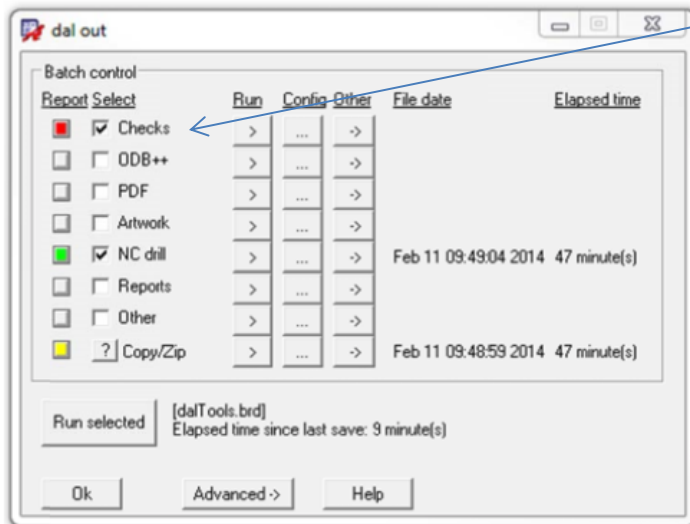 dal out
Batch control
Report Select Run Config Other File date Elapsed time
Checks > ... ->
ODB++ > ... ->
PDF > ... ->
Artwork > ... ->
NC drill > ... -> Feb 11 09:49:04 2014 47 minute(s)
Reports > ... ->
Other > ... ->
? Copy/Zip > ... -> Feb 11 09:48:59 2014 47 minute(s)
Run selected [dalTools.brd]
Elapsed time since last save: 9 minute(s)
Ok Advanced -> Help